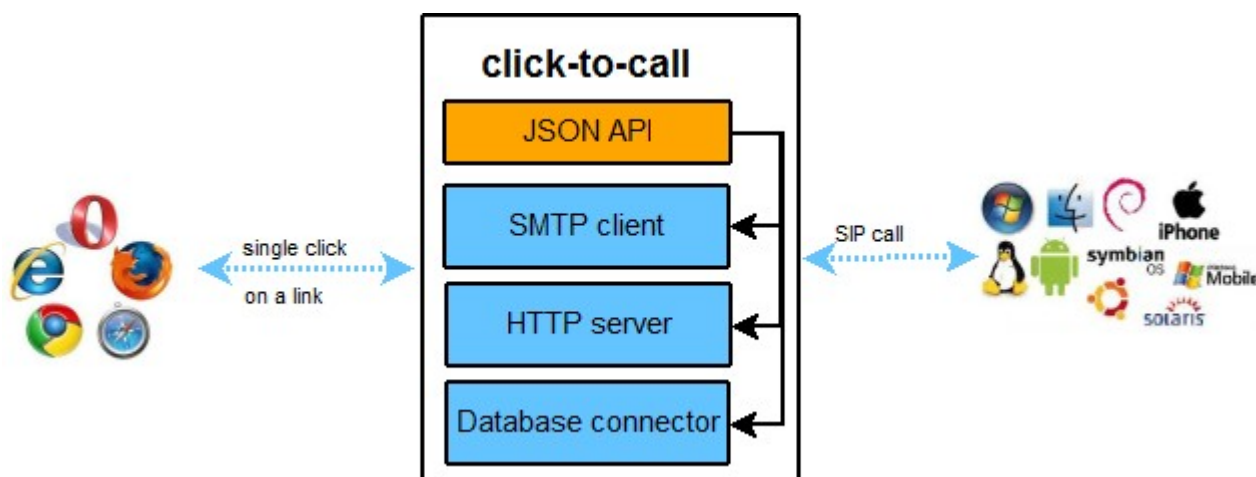 click-to-call
JSON API
SMTP client
HTTP server
Database connector
single click
on a link
SIP call
iPhone
symbian
OS
Mobile
solaris